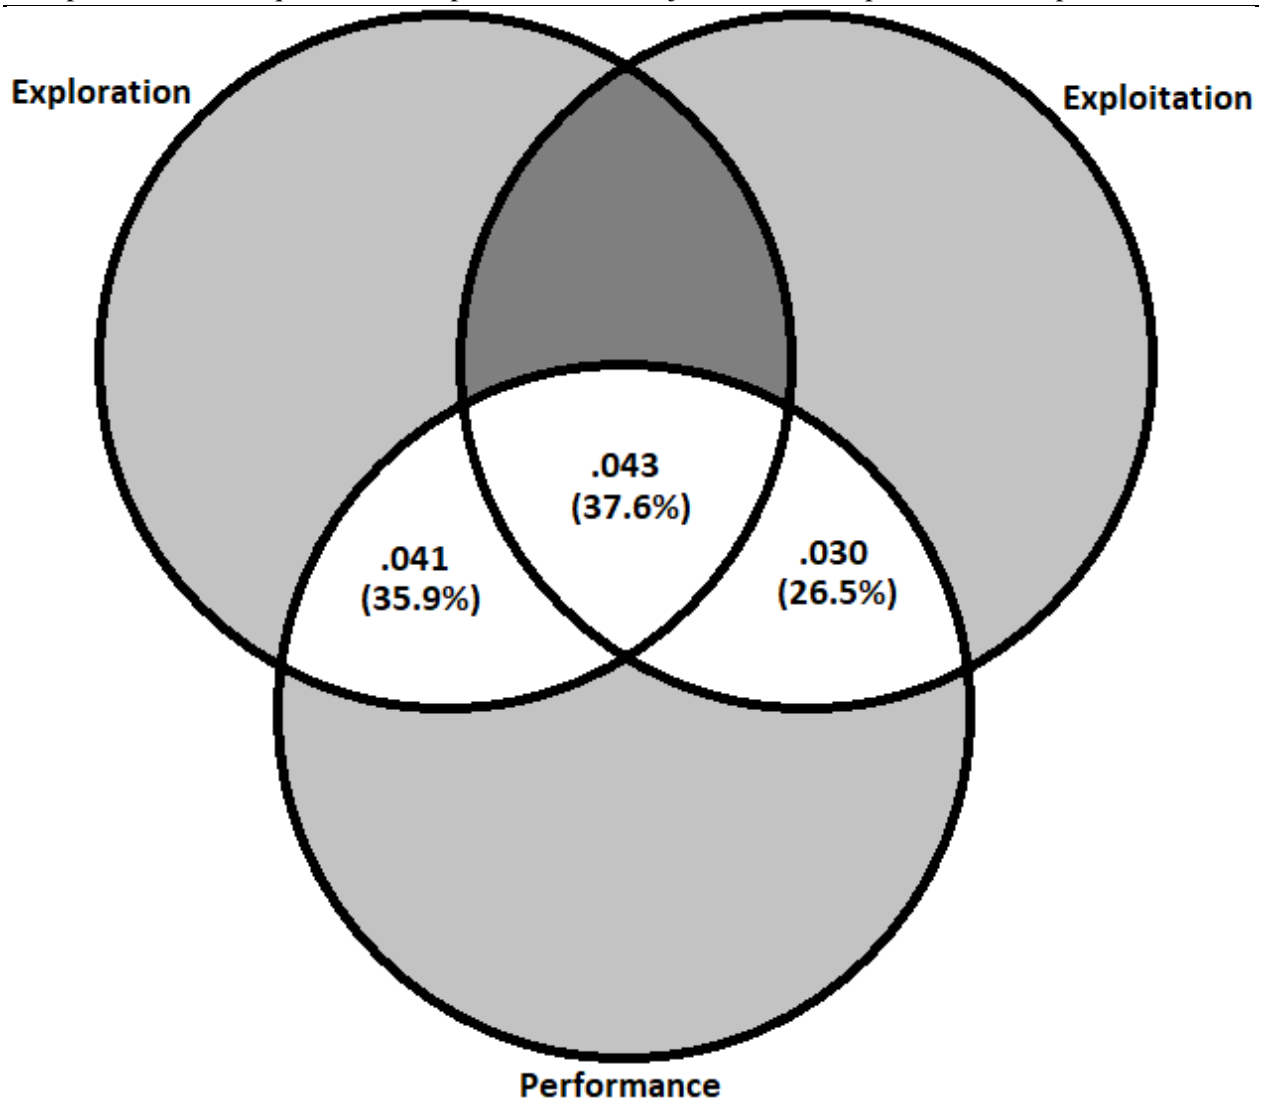 Exploration
Exploitation
.043
(37.6%)
.041
(35.9%)
.030
(26.5%)
Performance